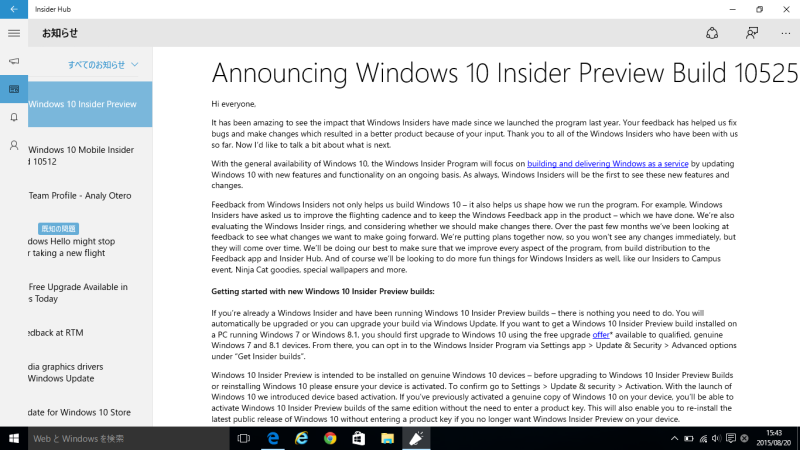 Insider Hub
お知らせ
すべてのお知らせ
Windows 10 Insider Preview
Windows 10 Mobile Insider
10512
Team Profile - Analy Otero
既知の問題
dows Hello might stop
r taking a new flight
Free Upgrade Available in
s Today
edback at RTM
dia graphics drivers
Windows Update
date for Windows 10 Store
Announcing Windows 10 Insider Preview Build 10525
Hi everyone,
It has been amazing to see the impact that Windows Insiders have made since we launched the program last year. Your feedback has helped us fix
bugs and make changes which resulted in a better product because of your input. Thank you to all of the Windows Insiders who have been with us
so far. Now I'd like to talk a bit about what is next.
With the general availability of Windows 10, the Windows Insider Program will focus on building and delivering Windows as a service by updating
Windows 10 with new features and functionality on an ongoing basis. As always, Windows Insiders will be the first to see these new features and
changes.
Feedback from Windows Insiders not only helps us build Windows 10 – it also helps us shape how we run the program. For example, Windows
Insiders have asked us to improve the flighting cadence and to keep the Windows Feedback app in the product – which we have done. We're also
evaluating the Windows Insider rings, and considering whether we should make changes there. Over the past few months we've been looking at
feedback to see what changes we want to make going forward. We're putting plans together now, so you won't see any changes immediately, but
they will come over time. We'll be doing our best to make sure that we improve every aspect of the program, from build distribution to the
Feedback app and Insider Hub. And of course we'll be looking to do more fun things for Windows Insiders as well, like our Insiders to Campus
event, Ninja Cat goodies, special wallpapers and more.
Getting started with new Windows 10 Insider Preview builds:
If you're already a Windows Insider and have been running Windows 10 Insider Preview builds – there is nothing you need to do. You will
automatically be upgraded or you can upgrade your build via Windows Update. If you want to get a Windows 10 Insider Preview build installed on
a PC running Windows 7 or Windows 8.1, you should first upgrade to Windows 10 using the free upgrade offer* available to qualified, genuine
Windows 7 and 8.1 devices. From there, you can opt in to the Windows Insider Program via Settings app > Update & Security > Advanced options
under "Get Insider builds".
Windows 10 Insider Preview is intended to be installed on genuine Windows 10 devices – before upgrading to Windows 10 Insider Preview Builds
or reinstalling Windows 10 please ensure your device is activated. To confirm go to Settings > Update & security > Activation. With the launch of
Windows 10 we introduced device based activation. If you've previously activated a genuine copy of Windows 10 on your device, you'll be able to
activate Windows 10 Insider Preview builds of the same edition without the need to enter a product key. This will also enable you to re-install the
latest public release of Windows 10 without entering a product key if you no longer want Windows Insider Preview on your device.
Web と Windows を検索
15:43
2015/08/20